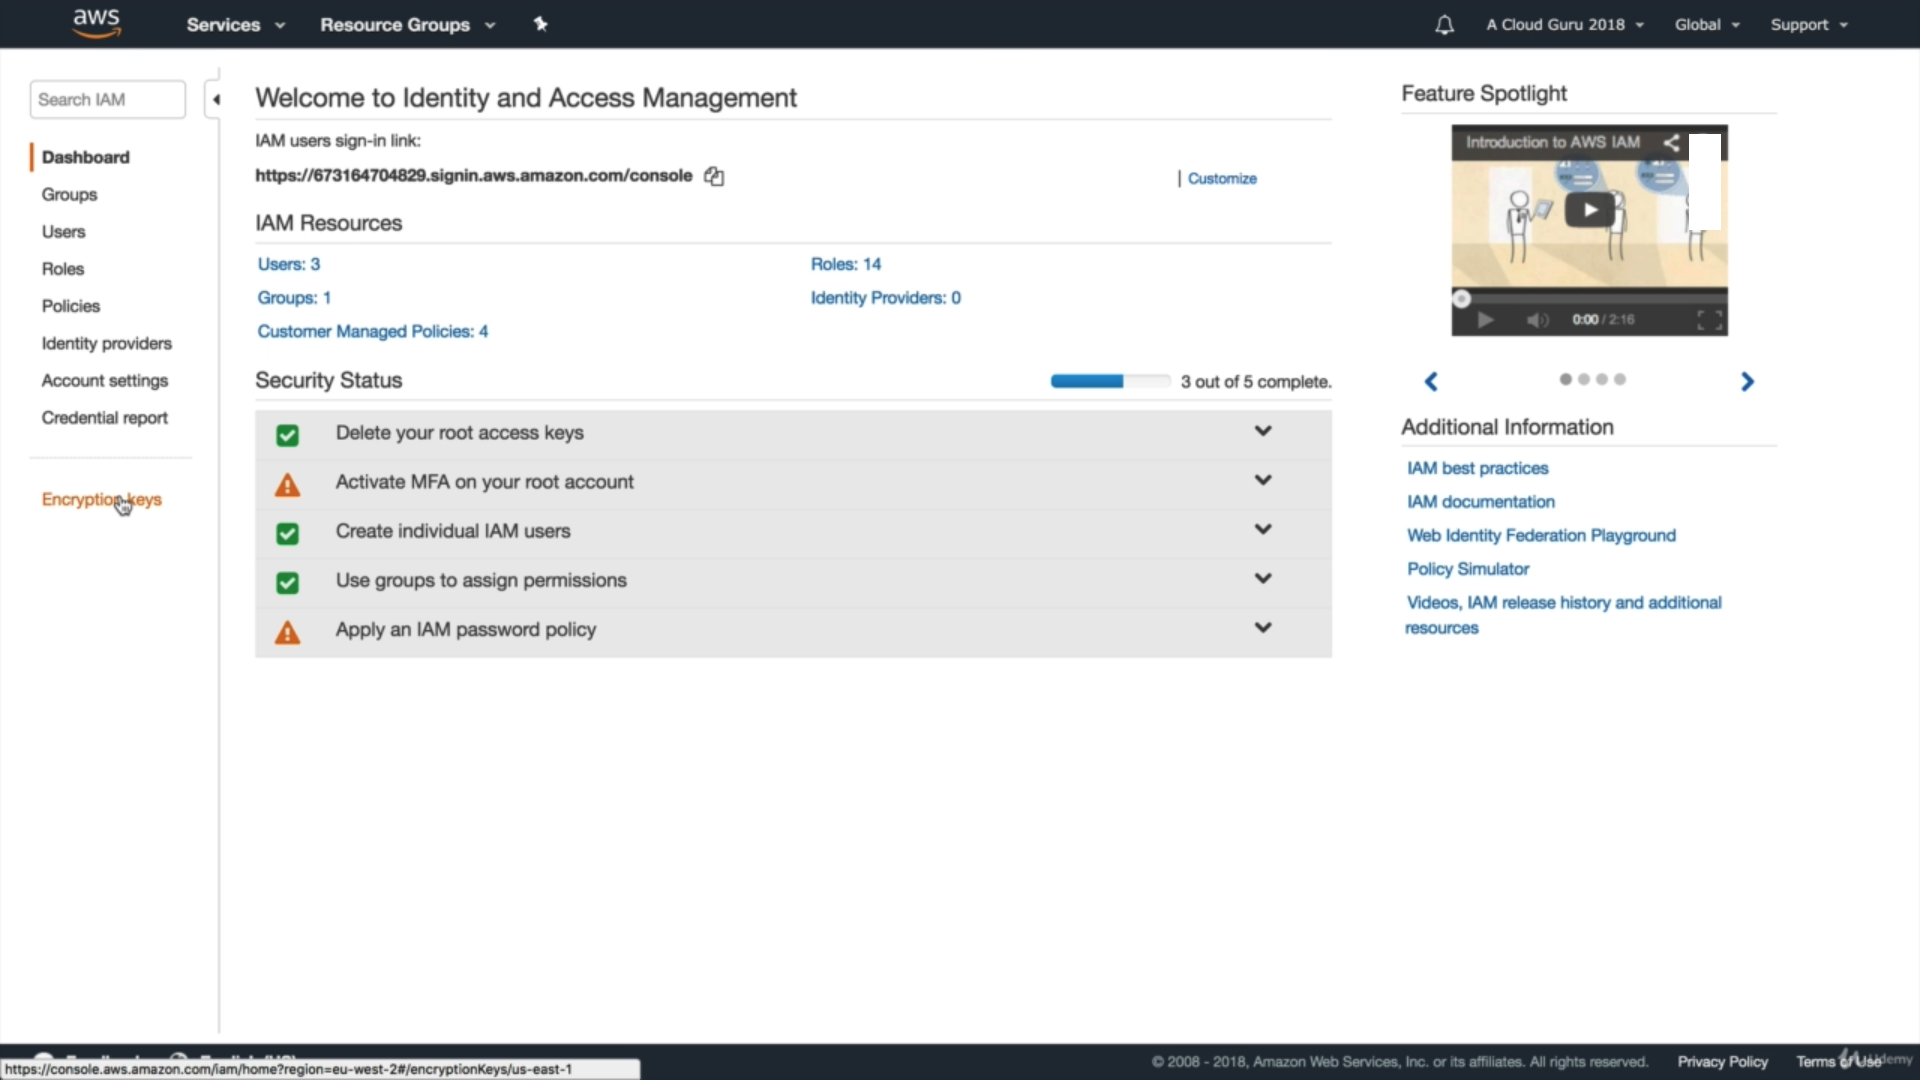 aws
Services
Resource Groups
A Cloud Guru 2018
Global
Support
Search IAM
Dashboard
Groups
Users
Roles
Policies
Identity providers
Account settings
Credential report
Encryption keys
Welcome to Identity and Access Management
IAM users sign-in link:
https://673164704829.signin.aws.amazon.com/console
| Customize
IAM Resources
Users: 3
Roles: 14
Groups: 1
Identity Providers: 0
Customer Managed Policies: 4
Security Status
3 out of 5 complete.
Delete your root access keys
Activate MFA on your root account
Create individual IAM users
Use groups to assign permissions
Apply an IAM password policy
Feature Spotlight
Introduction to AWS IAM
0:00 / 2:16
Additional Information
IAM best practices
IAM documentation
Web Identity Federation Playground
Policy Simulator
Videos, IAM release history and additional
resources
https://console.aws.amazon.com/iam/home?region=eu-west-2#/encryptionKeys/us-east-1
© 2008 - 2018, Amazon Web Services, Inc. or its affiliates. All rights reserved.
Privacy Policy
Terms of Use